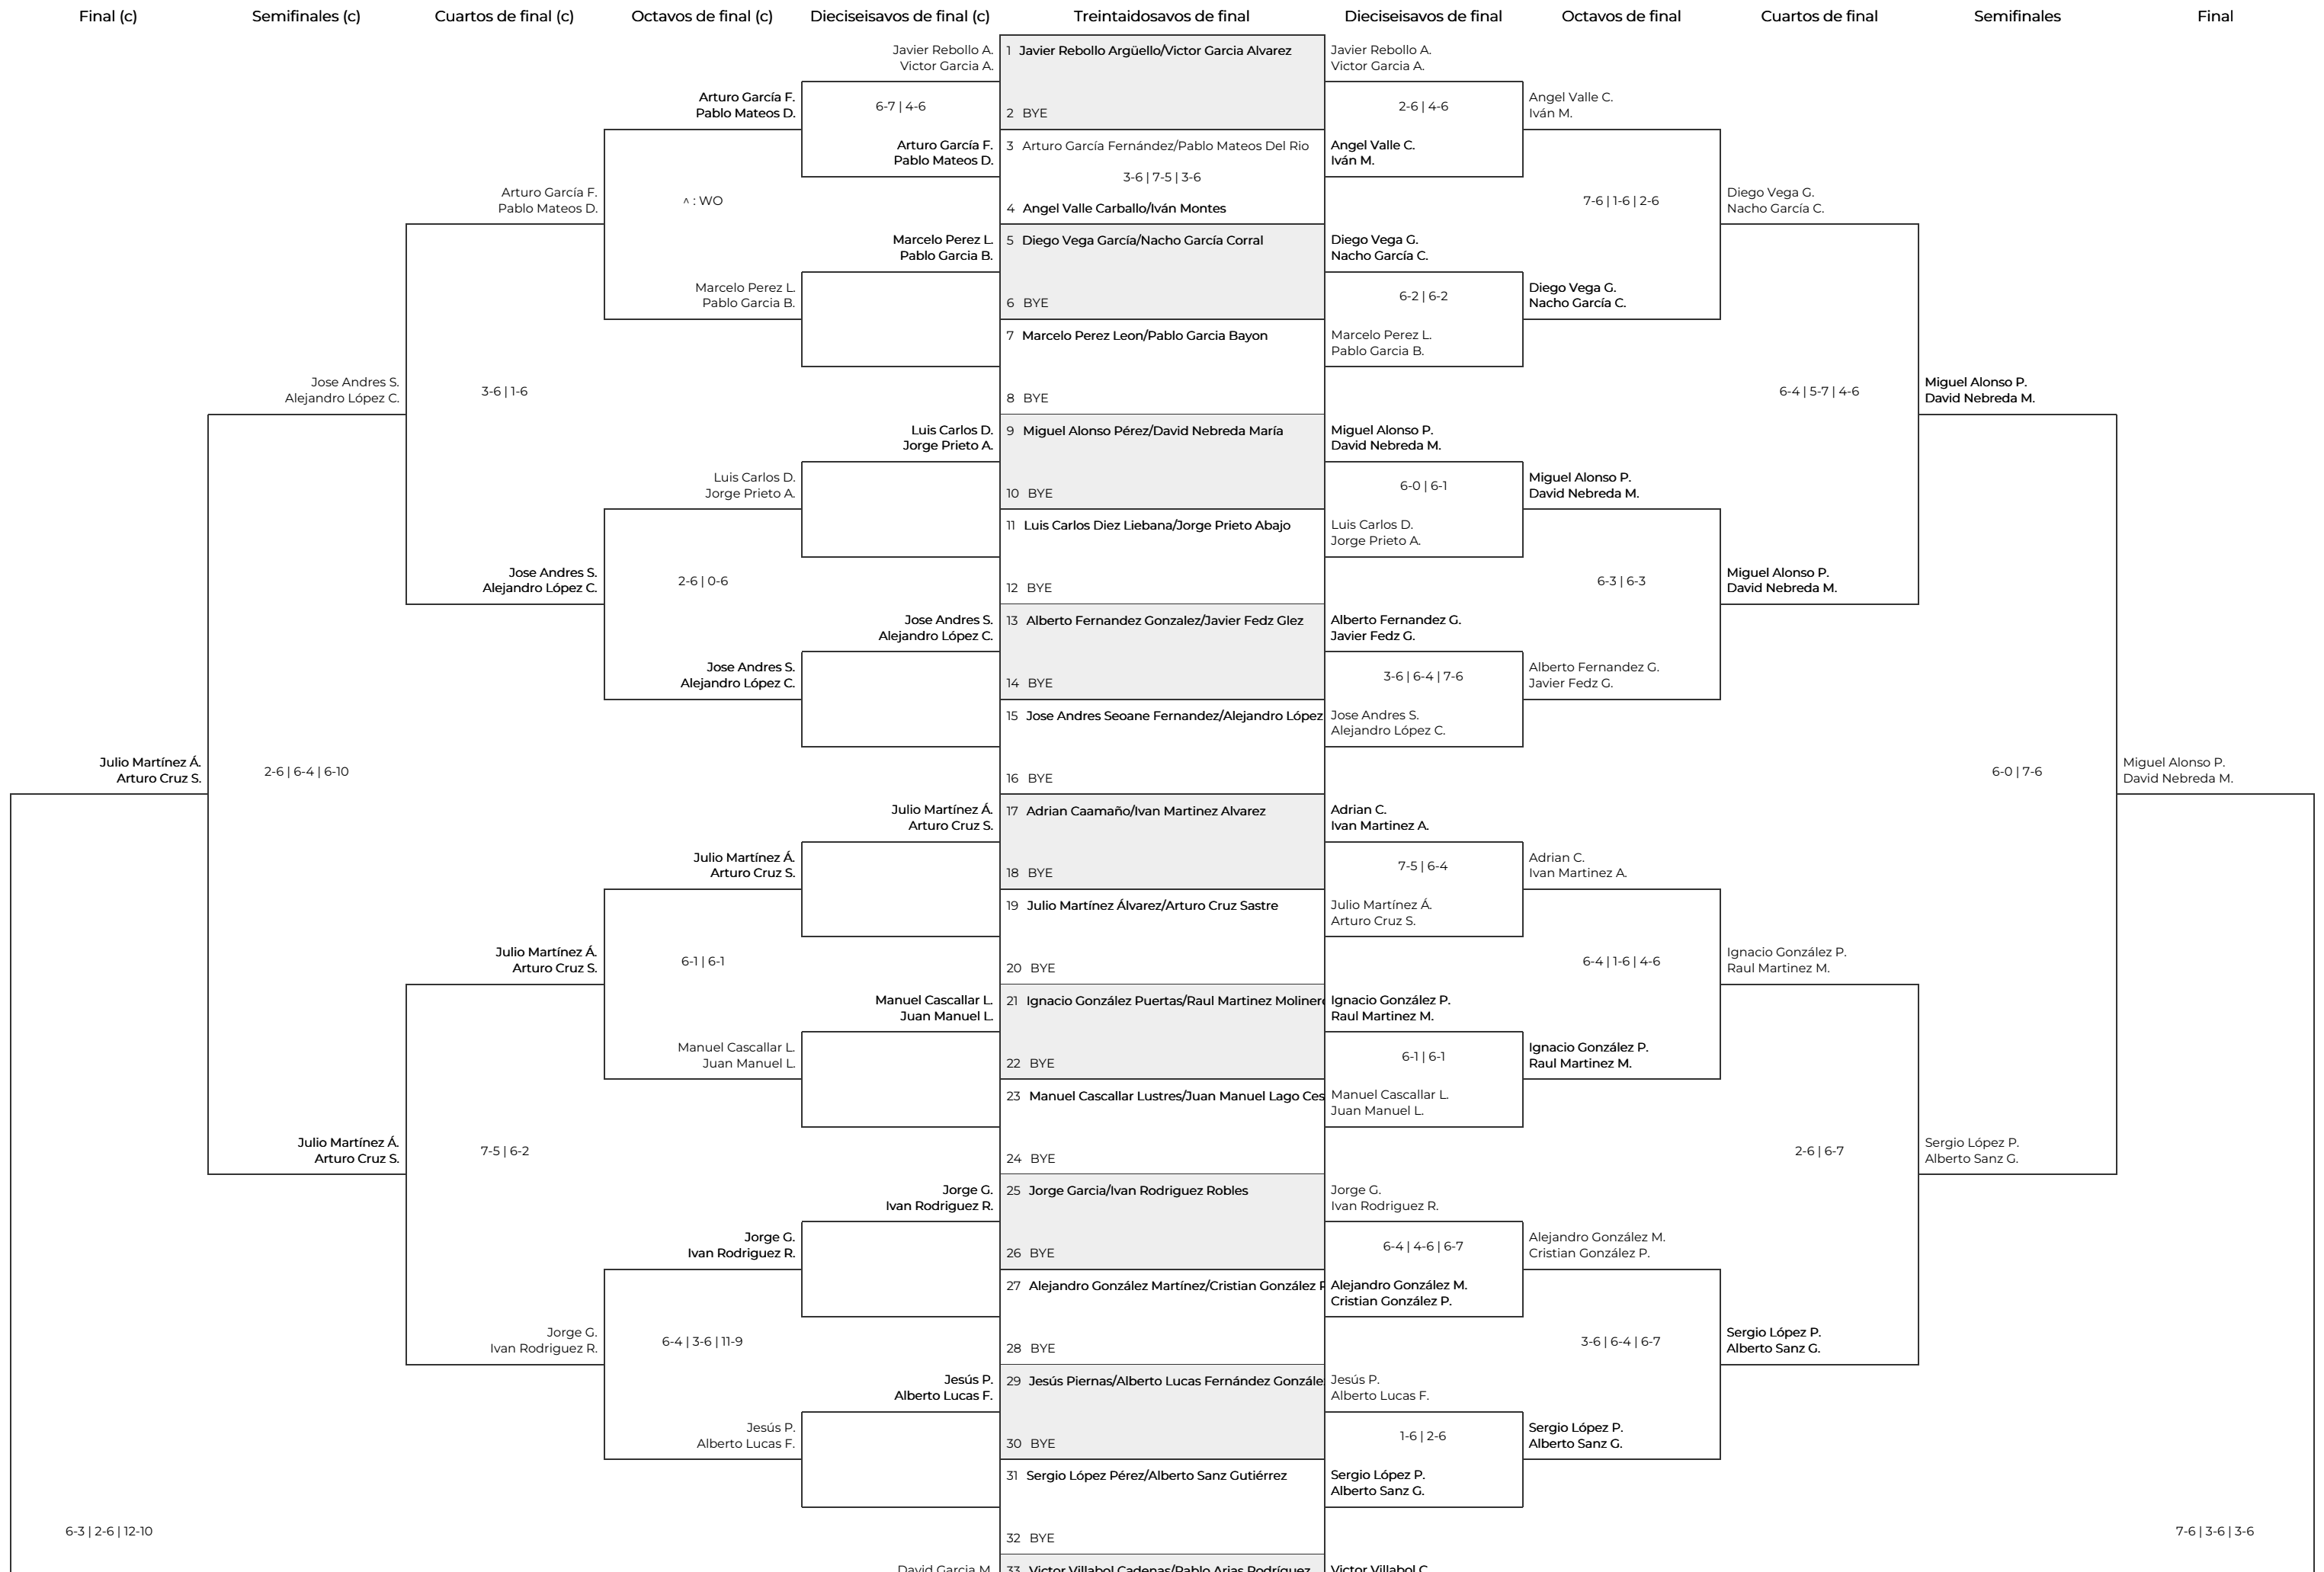 Final (c)
Semifinales (c)
Cuartos de final (c)
Octavos de final (c)
Dieciseisavos de final (c)
Treintaidosavos de final
Dieciseisavos de final
Octavos de final
Cuartos de final
Semifinales
Final
Julio Martínez Á.
Arturo Cruz S.
6-3 | 2-6 | 12-10
Jose Andres S.
Alejandro López C.
2-6 | 6-4 | 6-10
Julio Martínez Á.
Arturo Cruz S.
Arturo García F.
Pablo Mateos D.
3-6 | 1-6
Jose Andres S.
Alejandro López C.
Julio Martínez Á.
Arturo Cruz S.
7-5 | 6-2
Jorge G.
Ivan Rodriguez R.
Arturo García F.
Pablo Mateos D.
^ : WO
Marcelo Perez L.
Pablo Garcia B.
Luis Carlos D.
Jorge Prieto A.
2-6 | 0-6
Jose Andres S.
Alejandro López C.
Julio Martínez Á.
Arturo Cruz S.
6-1 | 6-1
Manuel Cascallar L.
Juan Manuel L.
Jorge G.
Ivan Rodriguez R.
6-4 | 3-6 | 11-9
Jesús P.
Alberto Lucas F.
Javier Rebollo A.
Victor Garcia A.
6-7 | 4-6
Arturo García F.
Pablo Mateos D.
Marcelo Perez L.
Pablo Garcia B.
Luis Carlos D.
Jorge Prieto A.
Jose Andres S.
Alejandro López C.
Julio Martínez Á.
Arturo Cruz S.
Manuel Cascallar L.
Juan Manuel L.
Jorge G.
Ivan Rodriguez R.
Jesús P.
Alberto Lucas F.
David Garcia M.
1 Javier Rebollo Argüello/Victor Garcia Alvarez
2 BYE
3 Arturo García Fernández/Pablo Mateos Del Rio
3-6 | 7-5 | 3-6
4 Angel Valle Carballo/Iván Montes
5 Diego Vega García/Nacho García Corral
6 BYE
7 Marcelo Perez Leon/Pablo Garcia Bayon
8 BYE
9 Miguel Alonso Pérez/David Nebreda María
10 BYE
11 Luis Carlos Diez Liebana/Jorge Prieto Abajo
12 BYE
13 Alberto Fernandez Gonzalez/Javier Fedz Glez
14 BYE
15 Jose Andres Seoane Fernandez/Alejandro López
16 BYE
17 Adrian Caamaño/Ivan Martinez Alvarez
18 BYE
19 Julio Martínez Álvarez/Arturo Cruz Sastre
20 BYE
21 Ignacio González Puertas/Raul Martinez Molinero
22 BYE
23 Manuel Cascallar Lustres/Juan Manuel Lago Ces
24 BYE
25 Jorge Garcia/Ivan Rodriguez Robles
26 BYE
27 Alejandro González Martínez/Cristian González P
28 BYE
29 Jesús Piernas/Alberto Lucas Fernández Gonzále
30 BYE
31 Sergio López Pérez/Alberto Sanz Gutiérrez
32 BYE
33 Victor Villabol Cadenas/Pablo Arias Rodríguez
Javier Rebollo A.
Victor Garcia A.
2-6 | 4-6
Angel Valle C.
Iván M.
Diego Vega G.
Nacho García C.
6-2 | 6-2
Marcelo Perez L.
Pablo Garcia B.
Miguel Alonso P.
David Nebreda M.
6-0 | 6-1
Luis Carlos D.
Jorge Prieto A.
Alberto Fernandez G.
Javier Fedz G.
3-6 | 6-4 | 7-6
Jose Andres S.
Alejandro López C.
Adrian C.
Ivan Martinez A.
7-5 | 6-4
Julio Martínez Á.
Arturo Cruz S.
Ignacio González P.
Raul Martinez M.
6-1 | 6-1
Manuel Cascallar L.
Juan Manuel L.
Jorge G.
Ivan Rodriguez R.
6-4 | 4-6 | 6-7
Alejandro González M.
Cristian González P.
Jesús P.
Alberto Lucas F.
1-6 | 2-6
Sergio López P.
Alberto Sanz G.
Victor Villabol C.
Angel Valle C.
Iván M.
7-6 | 1-6 | 2-6
Diego Vega G.
Nacho García C.
Miguel Alonso P.
David Nebreda M.
6-3 | 6-3
Alberto Fernandez G.
Javier Fedz G.
Adrian C.
Ivan Martinez A.
6-4 | 1-6 | 4-6
Ignacio González P.
Raul Martinez M.
Alejandro González M.
Cristian González P.
3-6 | 6-4 | 6-7
Sergio López P.
Alberto Sanz G.
Diego Vega G.
Nacho García C.
6-4 | 5-7 | 4-6
Miguel Alonso P.
David Nebreda M.
Ignacio González P.
Raul Martinez M.
2-6 | 6-7
Sergio López P.
Alberto Sanz G.
Miguel Alonso P.
David Nebreda M.
6-0 | 7-6
Sergio López P.
Alberto Sanz G.
Miguel Alonso P.
David Nebreda M.
7-6 | 3-6 | 3-6